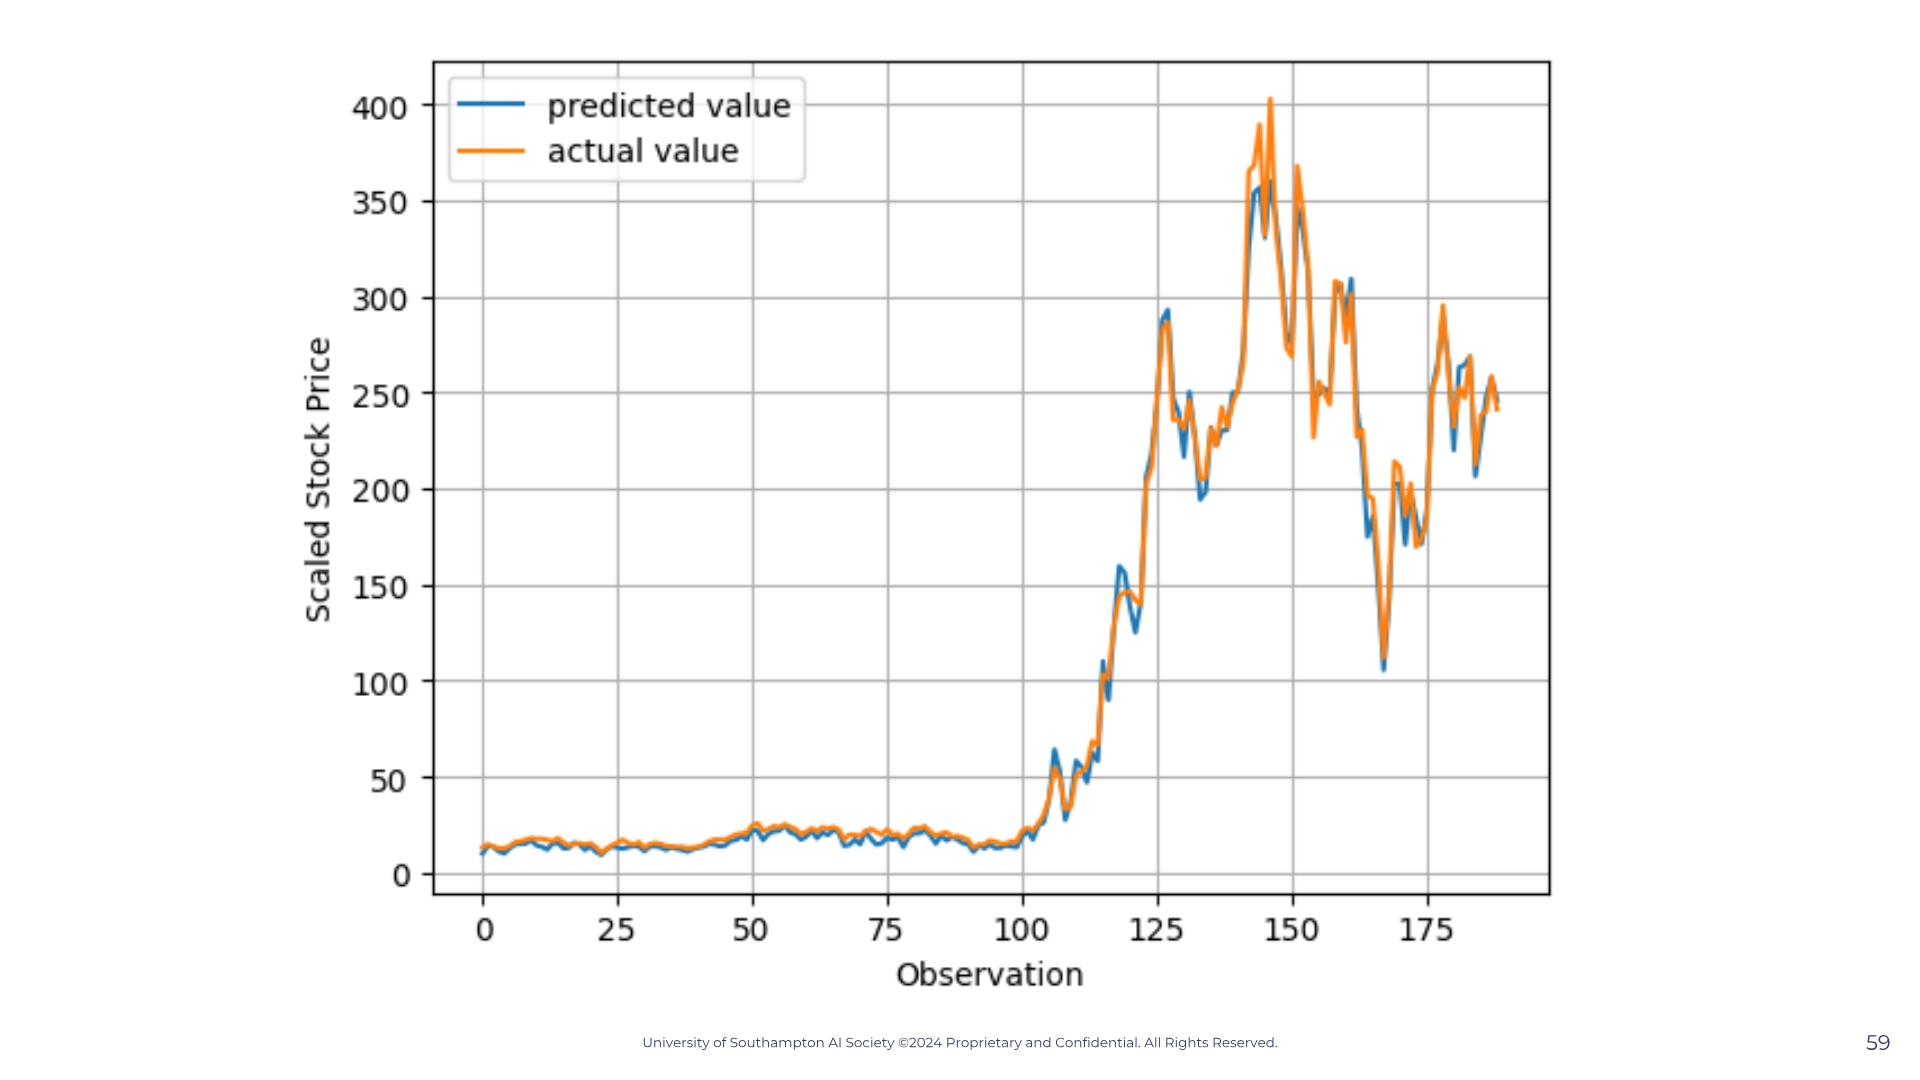 predicted value
actual value
400
350
300
250
200
150
100
50
0
Scaled Stock Price
0 25 50 75 100 125 150 175
Observation
University of Southampton AI Society ©2024 Proprietary and Confidential. All Rights Reserved.
59